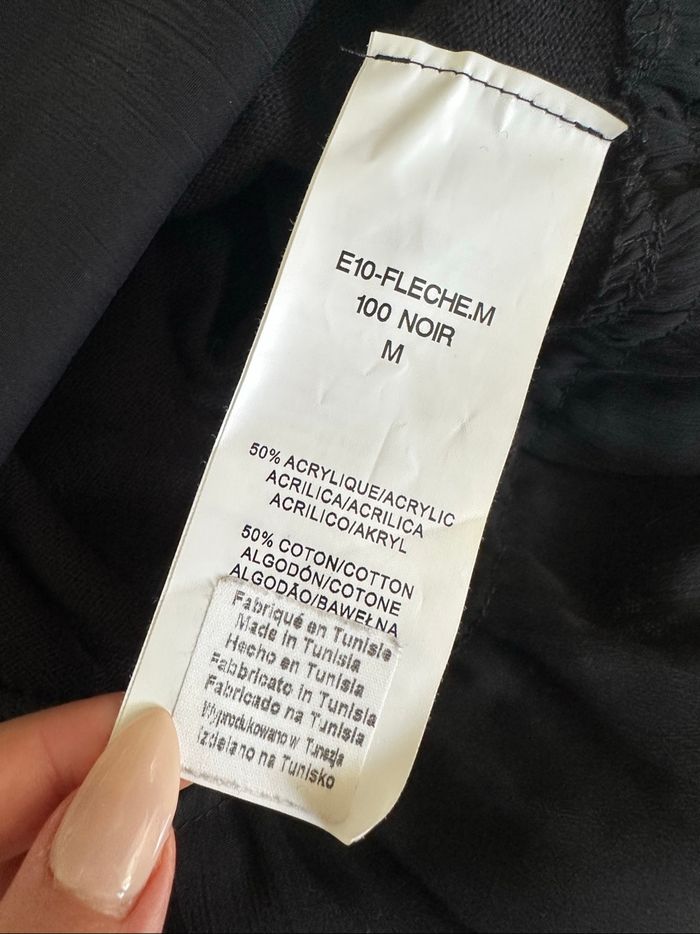 E10-FLECHE.M
100 NOIR
M
50% ACRYLIQUE/ACRYLIC
ACRILICA/ACRILICA
ACRILICO/AKRYL
50% COTON/COTTON
ALGODÓN/COTONE
ALGODÃO/BAWEŁNA
Fabriqué en Tunisie
Made in Tunisia
Hecho en Tunisia
Fabbricato in Tunisia
Fabricado na Tunisia
Wyprodukowano w Tunezja
Izdelano na Tunisko